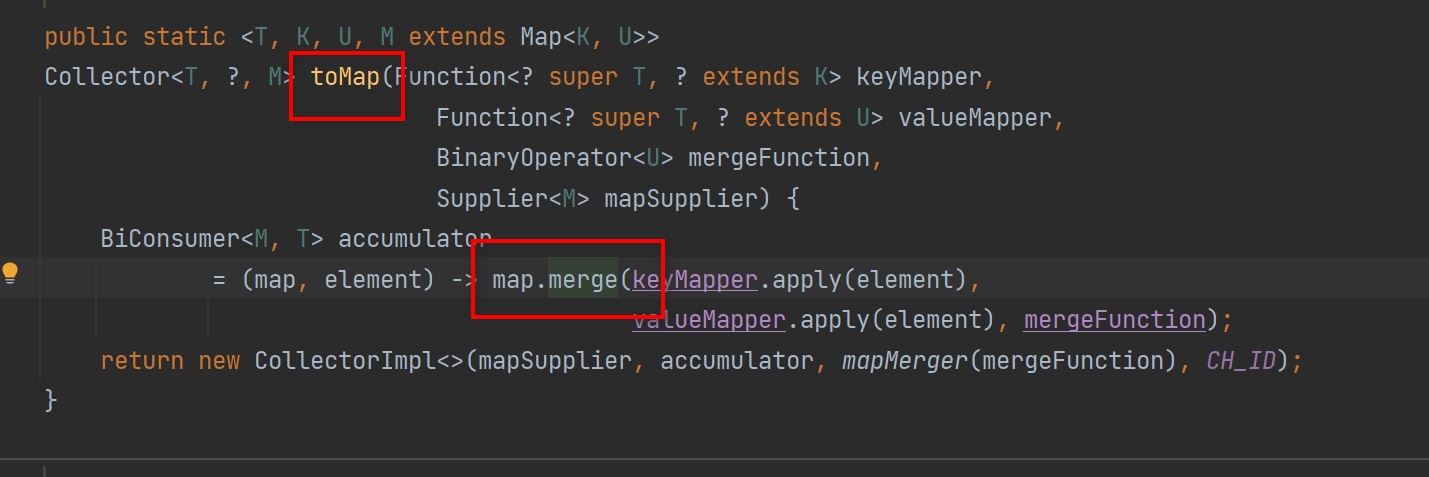 public static <T, K, U, M extends Map<K, U>>
Collector<T, ?, M> toMap(Function<? super T, ? extends K> keyMapper,
Function<? super T, ? extends U> valueMapper,
BinaryOperator<U> mergeFunction,
Supplier<M> mapSupplier) {
BiConsumer<M, T> accumulator
= (map, element) -> map.merge(keyMapper.apply(element),
valueMapper.apply(element), mergeFunction);
return new CollectorImpl<>(mapSupplier, accumulator, mapMerger(mergeFunction), CH_ID);
}